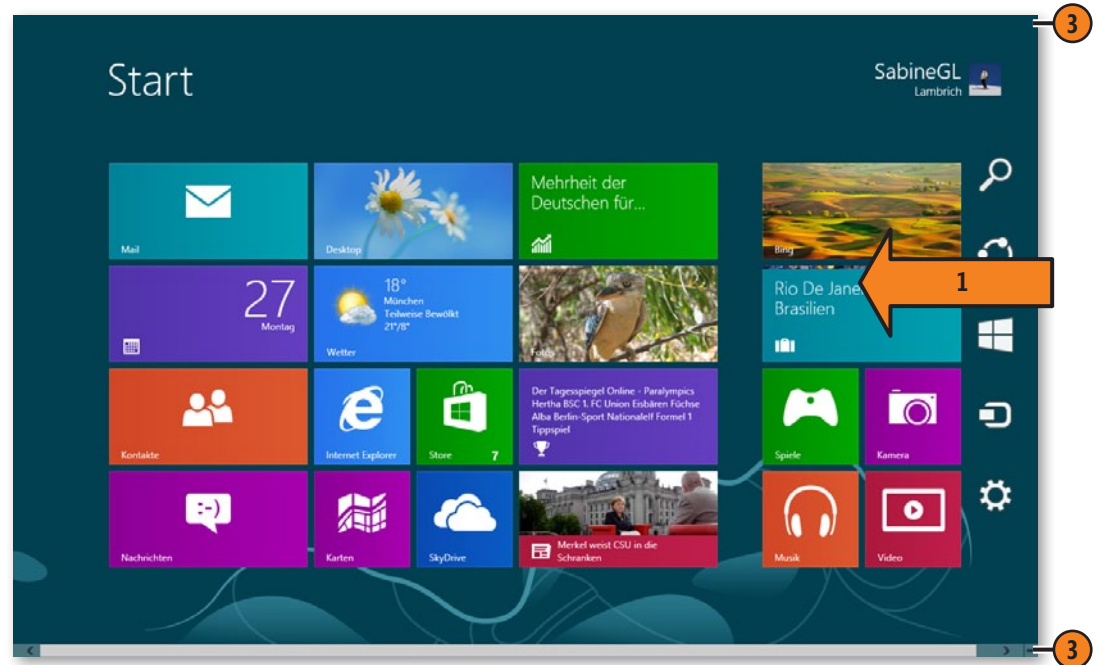 3
Start
SabineGL
Lambrich
Mail
Desktop
Mehrheit der
Deutschen für...
Bing
27
Montag
18°
München
Teilweise Bewölkt
21°/8°
Wetter
Fotos
Rio De Jane
Brasilien
1
Kontakte
Internet Explorer
Store
7
Der Tagesspiegel Online - Paralympics
Hertha BSC 1. FC Union Eisbären Füchse
Alba Berlin-Sport Nationalelf Formel 1
Tippspiel
Spiele
Kamera
:-)
Nachrichten
Karten
SkyDrive
Merkel weist CSU in die
Schranken
Musik
Video
3